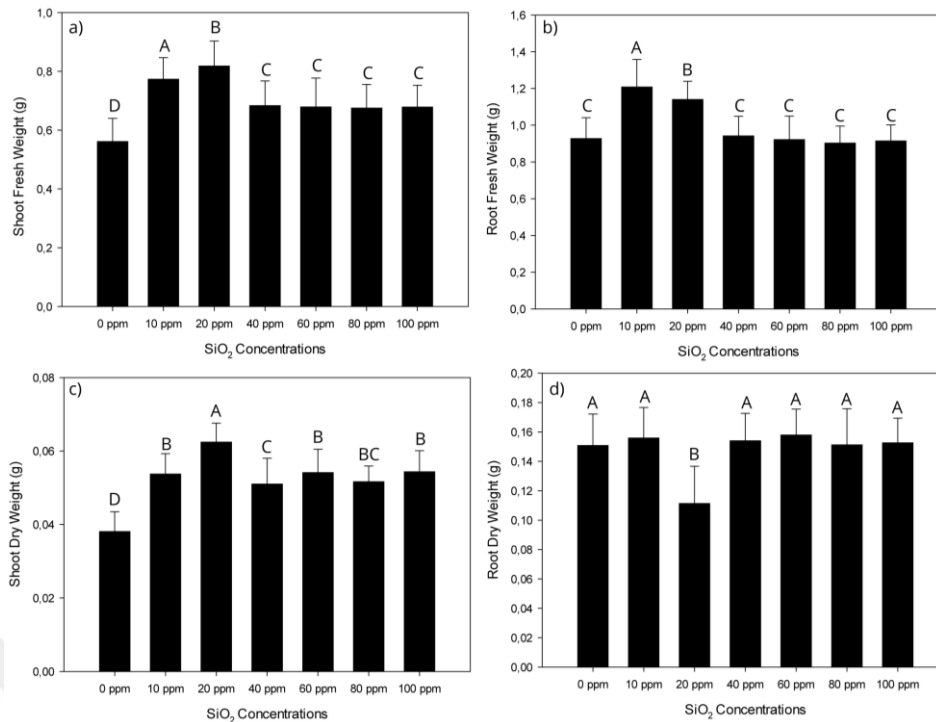 a)
Shoot Fresh Weight (g)
1,0
0,8
0,6
0,4
0,2
0,0
D
A
B
C
C
C
C
0 ppm 10 ppm 20 ppm 40 ppm 60 ppm 80 ppm 100 ppm
SiO₂ Concentrations
b)
Root Fresh Weight (g)
1,6
1,4
1,2
1,0
0,8
0,6
0,4
0,2
0,0
C
A
B
C
C
C
C
0 ppm 10 ppm 20 ppm 40 ppm 60 ppm 80 ppm 100 ppm
SiO₂ Concentrations
c)
Shoot Dry Weight (g)
0,08
0,06
0,04
0,02
0,00
D
B
A
C
B
BC
B
0 ppm 10 ppm 20 ppm 40 ppm 60 ppm 80 ppm 100 ppm
SiO₂ Concentrations
d)
Root Dry Weight (g)
0,20
0,18
0,16
0,14
0,12
0,10
0,08
0,06
0,04
0,02
0,00
A
A
B
A
A
A
A
0 ppm 10 ppm 20 ppm 40 ppm 60 ppm 80 ppm 100 ppm
SiO₂ Concentrations